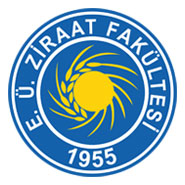 E. Ü. ZİRAAT FAKÜLTESİ
1955